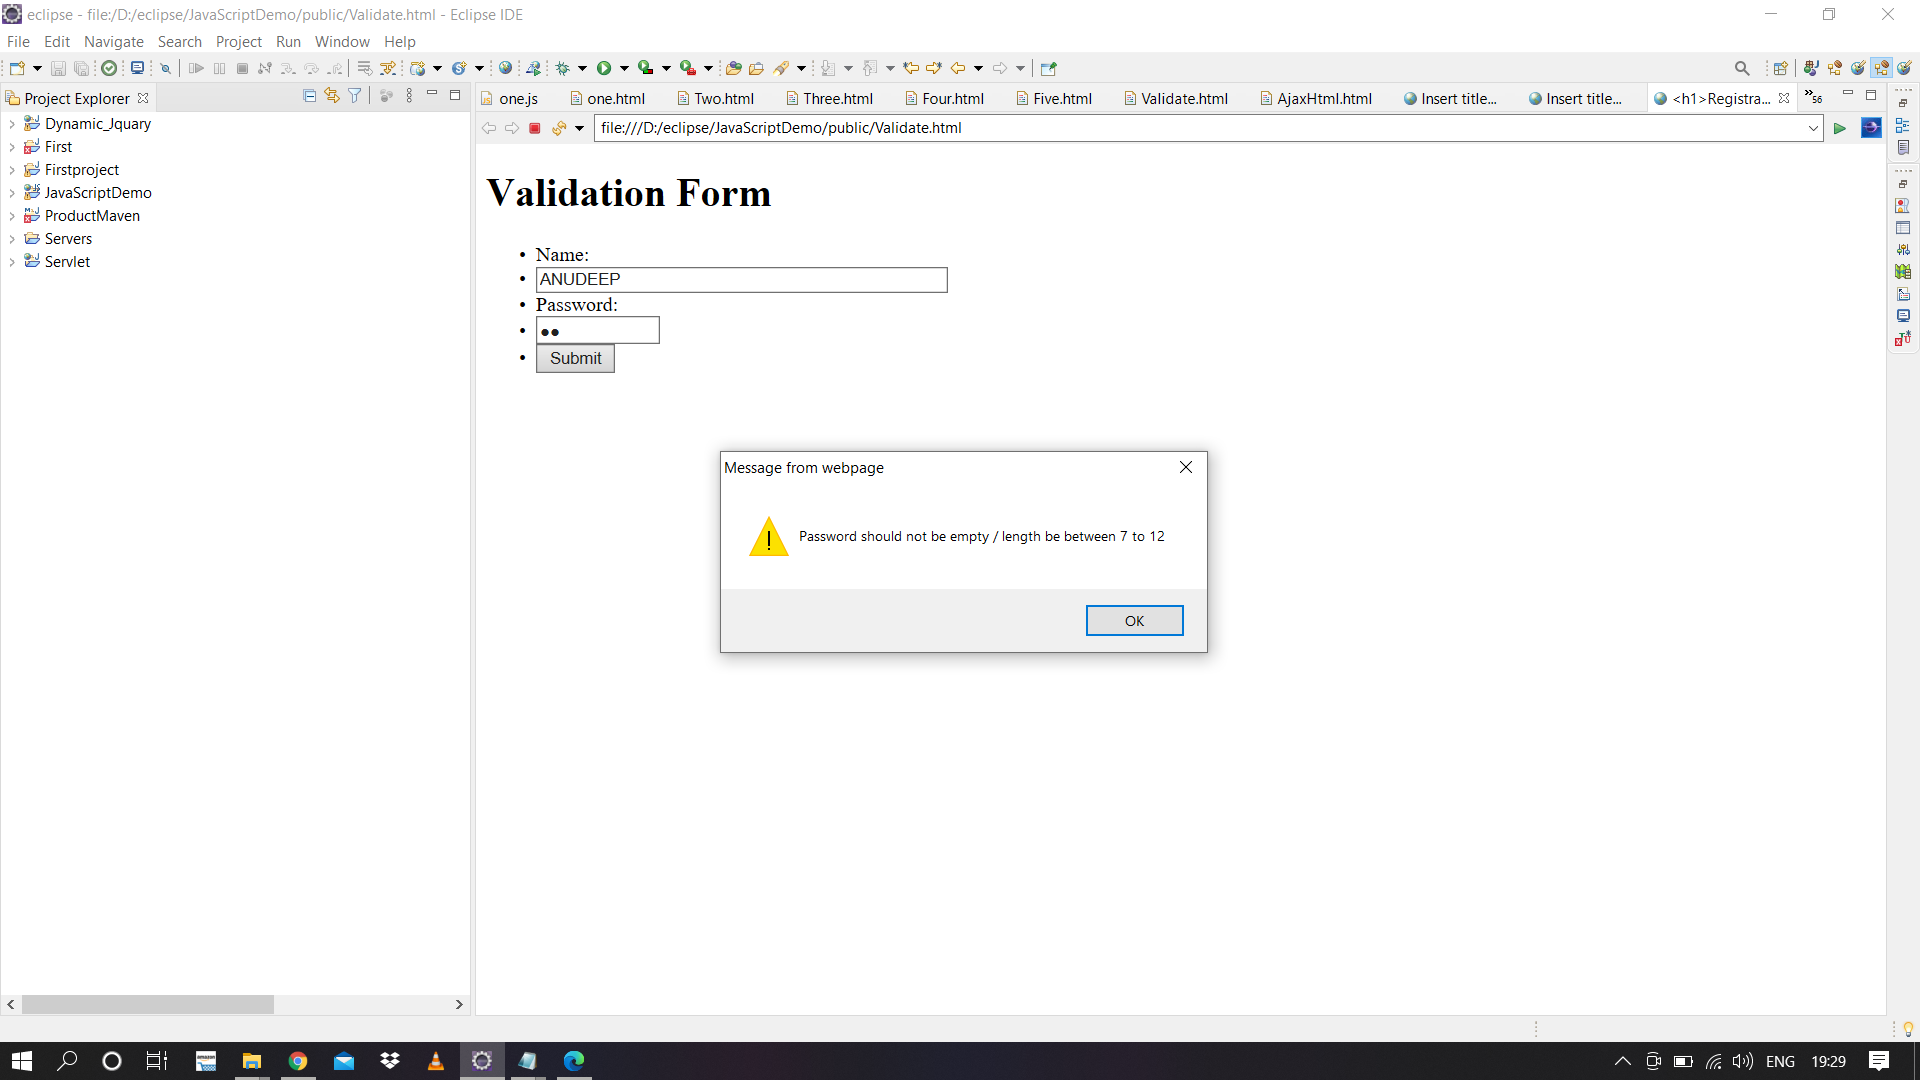 eclipse - file:/D:/eclipse/JavaScriptDemo/public/Validate.html - Eclipse IDE
File Edit Navigate Search Project Run Window Help
Project Explorer
one.js one.html Two.html Three.html Four.html Five.html Validate.html AjaxHtml.html Insert title... Insert title... <h1>Registra... »56
Dynamic_Jquary
First
Firstproject
JavaScriptDemo
ProductMaven
Servers
Servlet
file:///D:/eclipse/JavaScriptDemo/public/Validate.html
Validation Form
• Name:
• ANUDEEP
• Password:
• ●●
• Submit
Message from webpage
Password should not be empty / length be between 7 to 12
OK
ENG 19:29